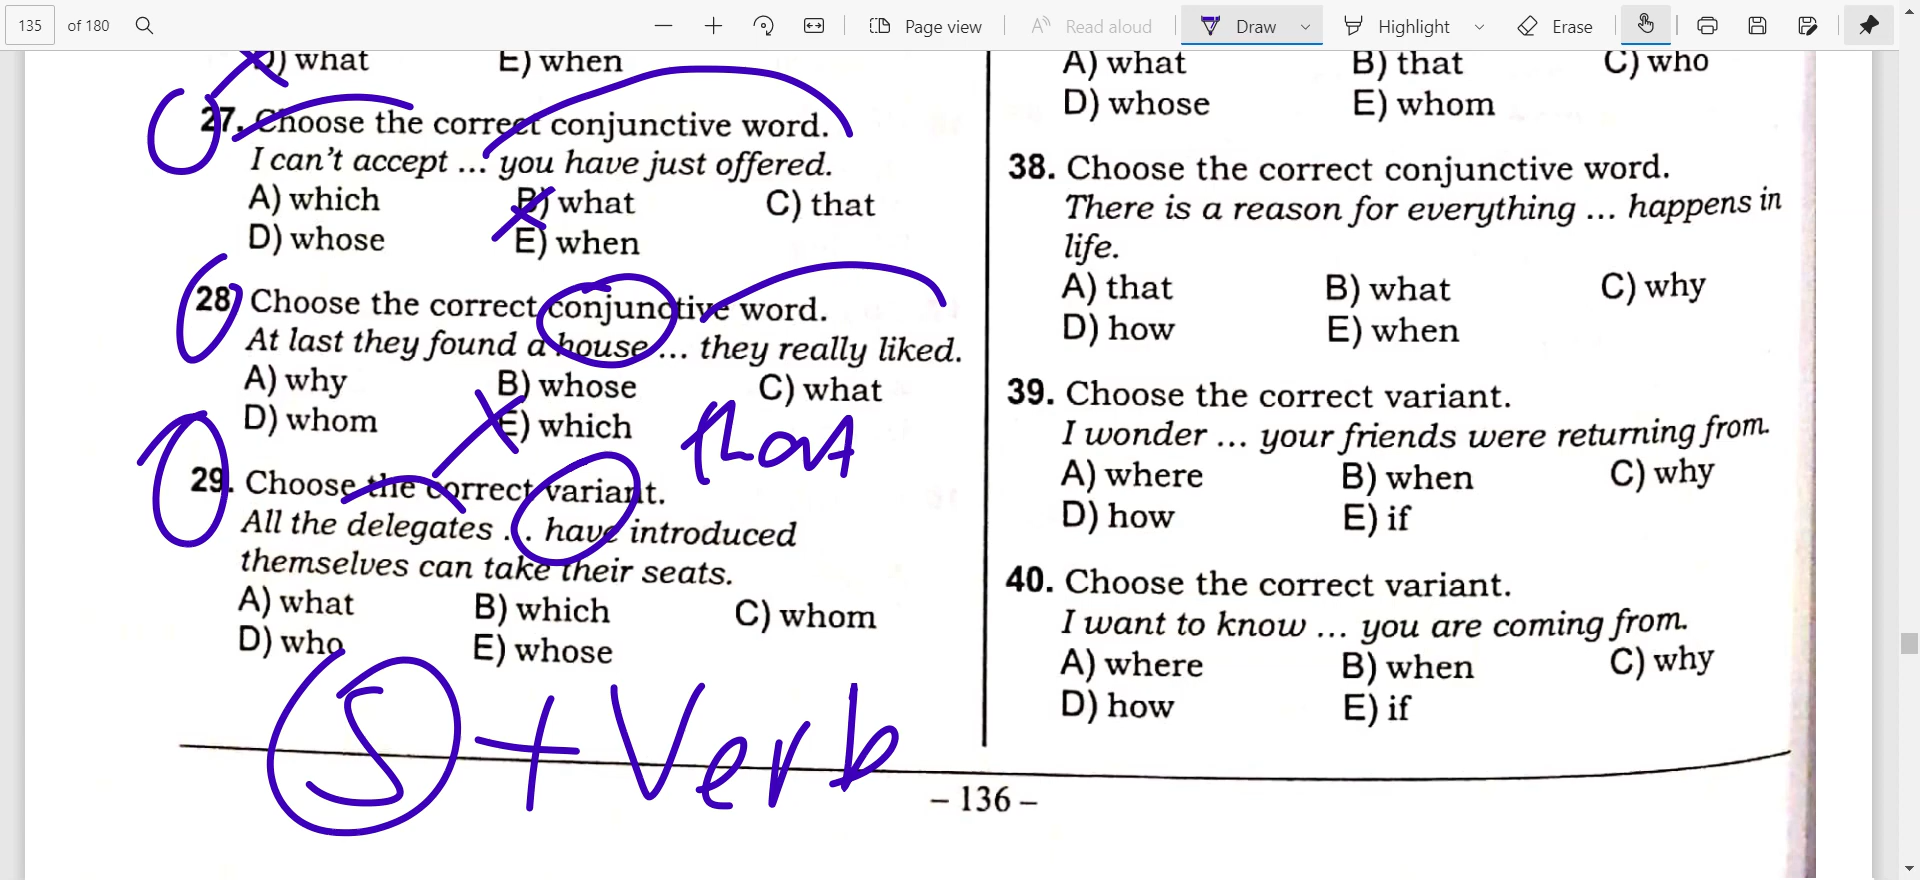 135 of 180 Page view Read aloud Draw Highlight Erase
D) what E) when
27. Choose the correct conjunctive word.
I can't accept ... you have just offered.
A) which B) what C) that
D) whose E) when
28. Choose the correct conjunctive word.
At last they found a house ... they really liked.
A) why B) whose C) what
D) whom E) which
that
29. Choose the correct variant.
All the delegates ... have introduced
themselves can take their seats.
A) what B) which C) whom
D) who E) whose
S + Verb
A) what B) that C) who
D) whose E) whom
38. Choose the correct conjunctive word.
There is a reason for everything ... happens in
life.
A) that B) what C) why
D) how E) when
39. Choose the correct variant.
I wonder ... your friends were returning from.
A) where B) when C) why
D) how E) if
40. Choose the correct variant.
I want to know ... you are coming from.
A) where B) when C) why
D) how E) if
– 136 –